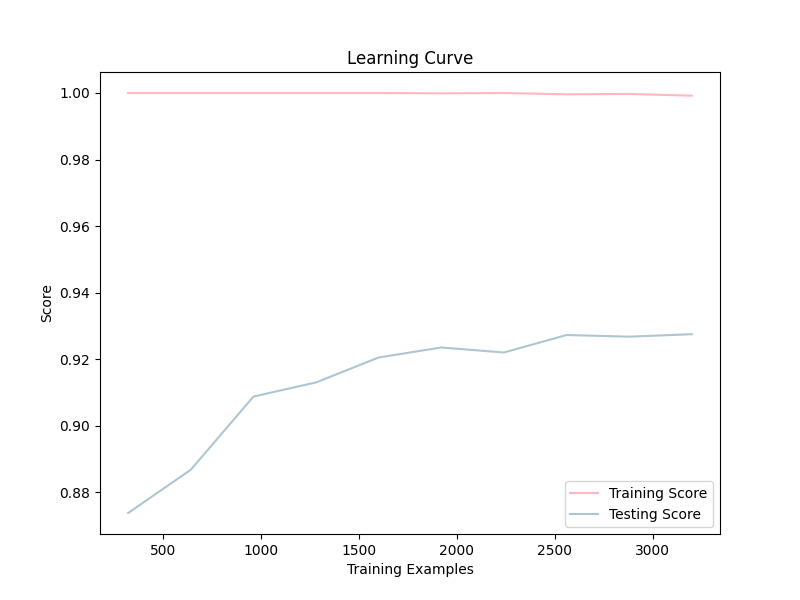 Learning Curve
1.00
0.98
0.96
0.94
0.92
0.90
0.88
Score
Training Score
Testing Score
500 1000 1500 2000 2500 3000
Training Examples